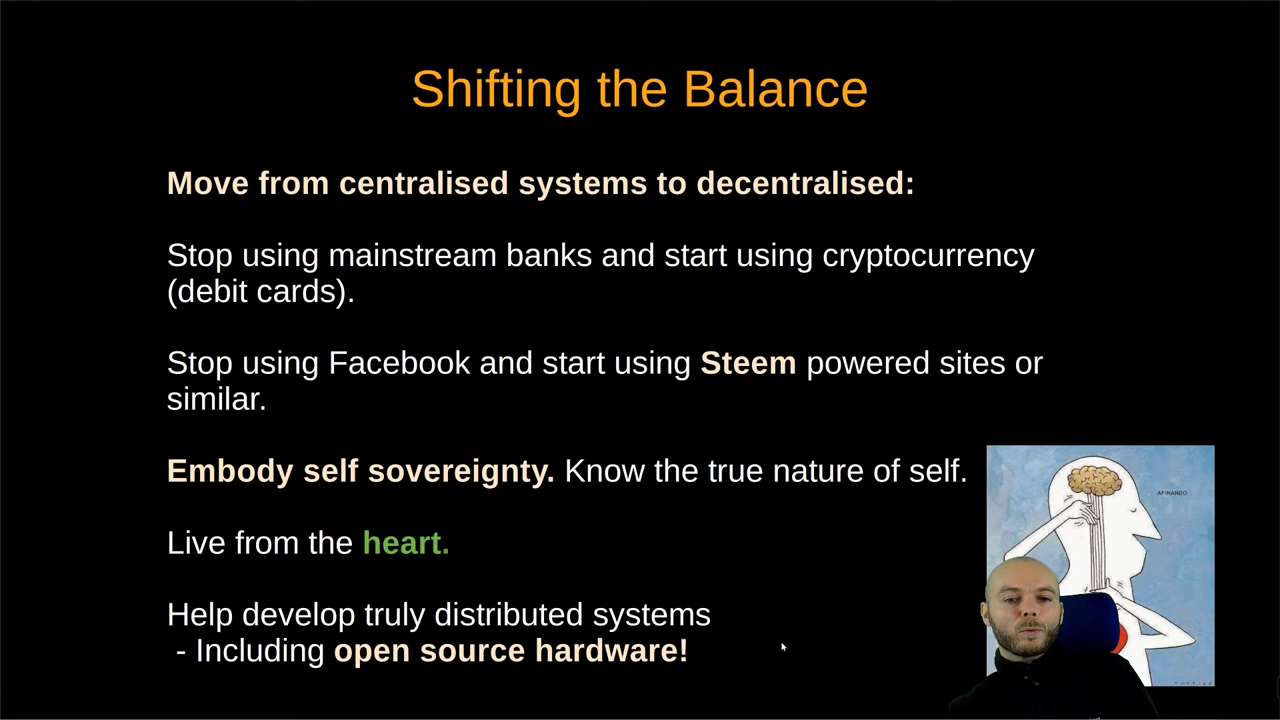 Shifting the Balance
Move from centralised systems to decentralised:
Stop using mainstream banks and start using cryptocurrency
(debit cards).
Stop using Facebook and start using Steem powered sites or
similar.
Embody self sovereignty. Know the true nature of self.
AFINANDO
Live from the heart.
Help develop truly distributed systems
- Including open source hardware!